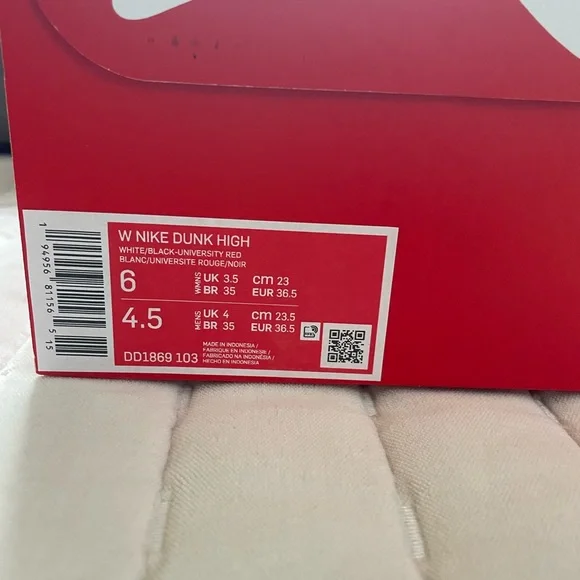 W NIKE DUNK HIGH
WHITE/BLACK-UNIVERSITY RED
BLANC/UNIVERSITE ROUGE/NOIR
6 WMNS UK 3.5 cm 23
BR 35 EUR 36.5
4.5 MENS UK 4 cm 23.5
BR 35 EUR 36.5
DD1869 103
MADE IN INDONESIA /
FABRIQUE EN INDONESIE /
FABRICADO NA INDONÉSIA /
HECHO EN INDONESIA
1 94956 81156 5 15